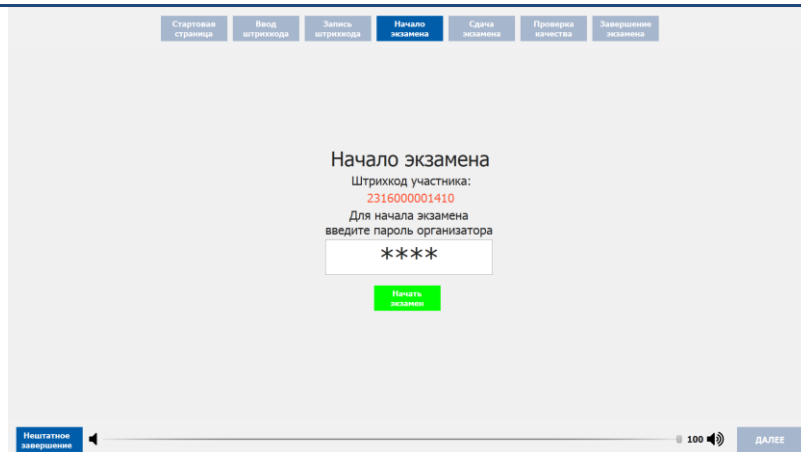 Стартовая страница
Ввод штрихкода
Запись штрихкода
Начало экзамена
Сдача экзамена
Проверка качества
Завершение экзамена
Начало экзамена
Штрихкод участника:
2316000001410
Для начала экзамена
введите пароль организатора
****
Начать
экзамен
Нештатное
завершение
100
ДАЛЕЕ